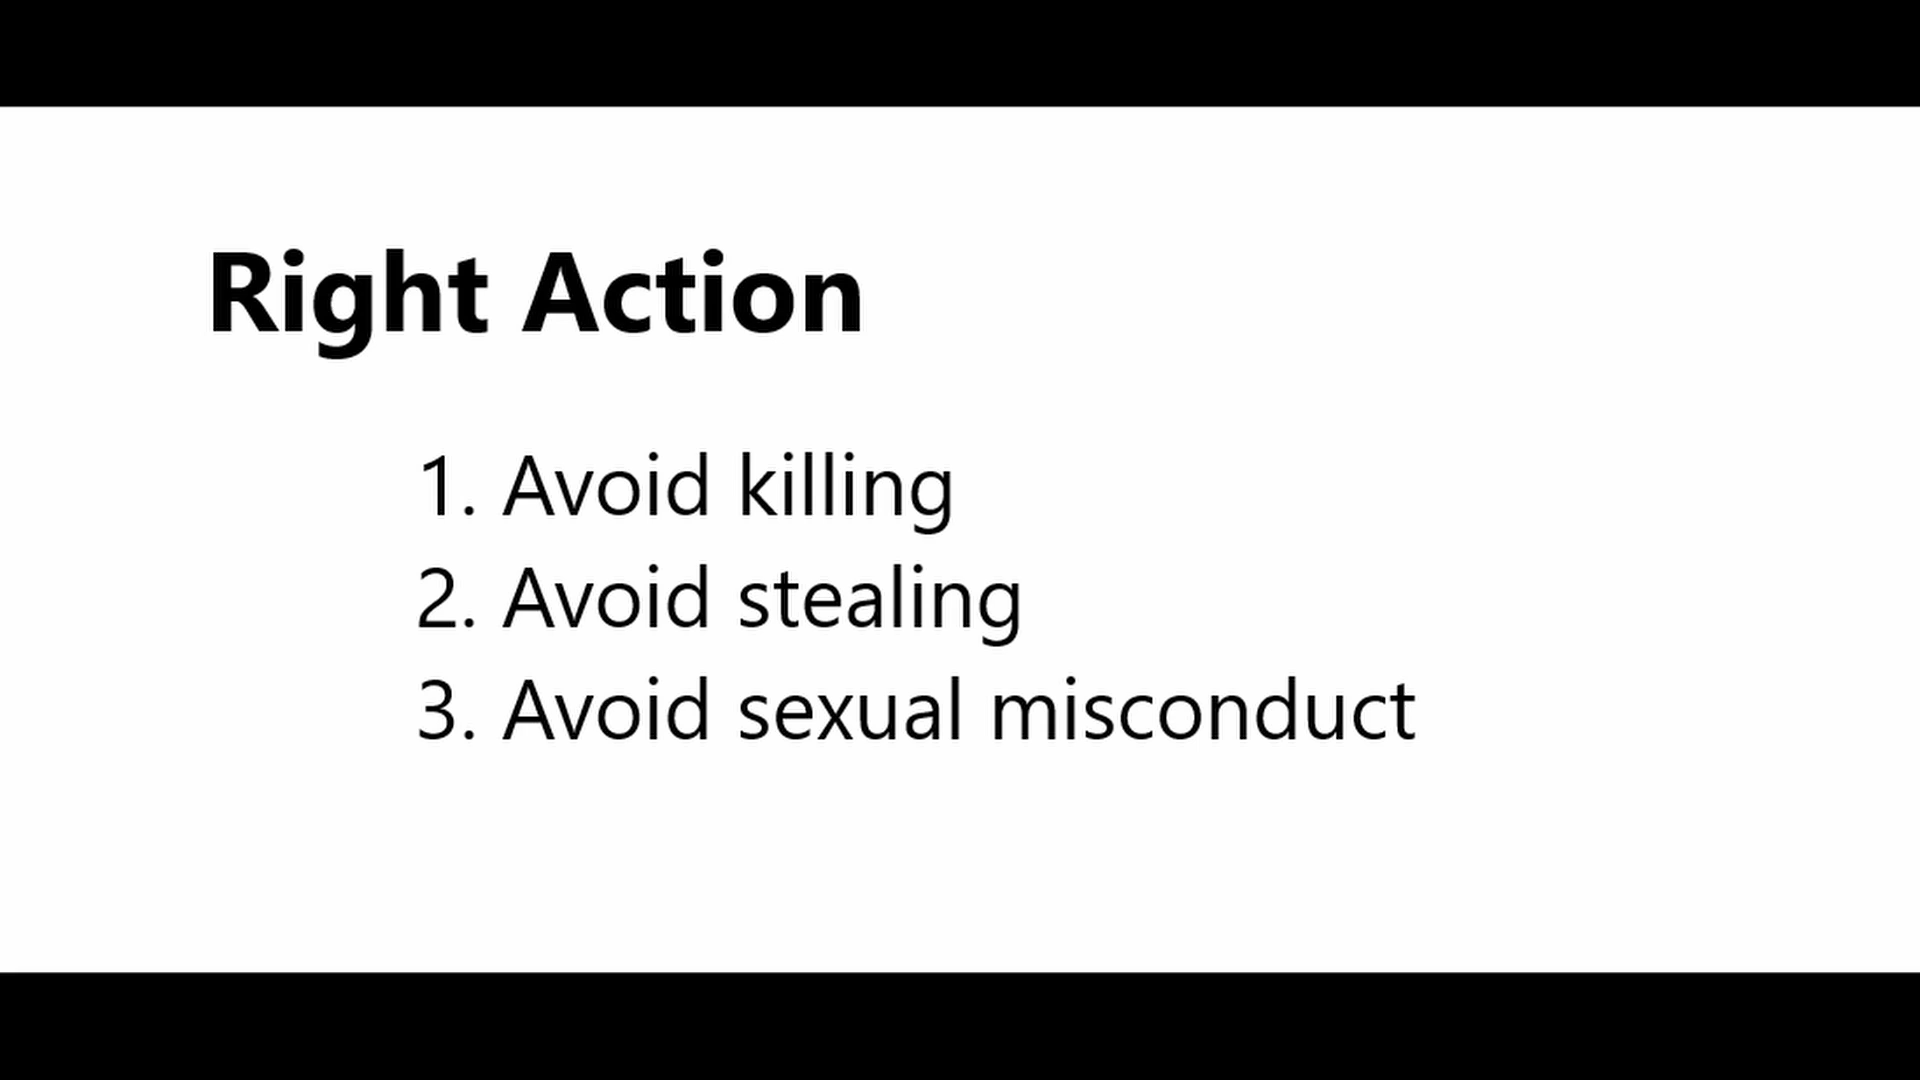 Right Action
1. Avoid killing
2. Avoid stealing
3. Avoid sexual misconduct